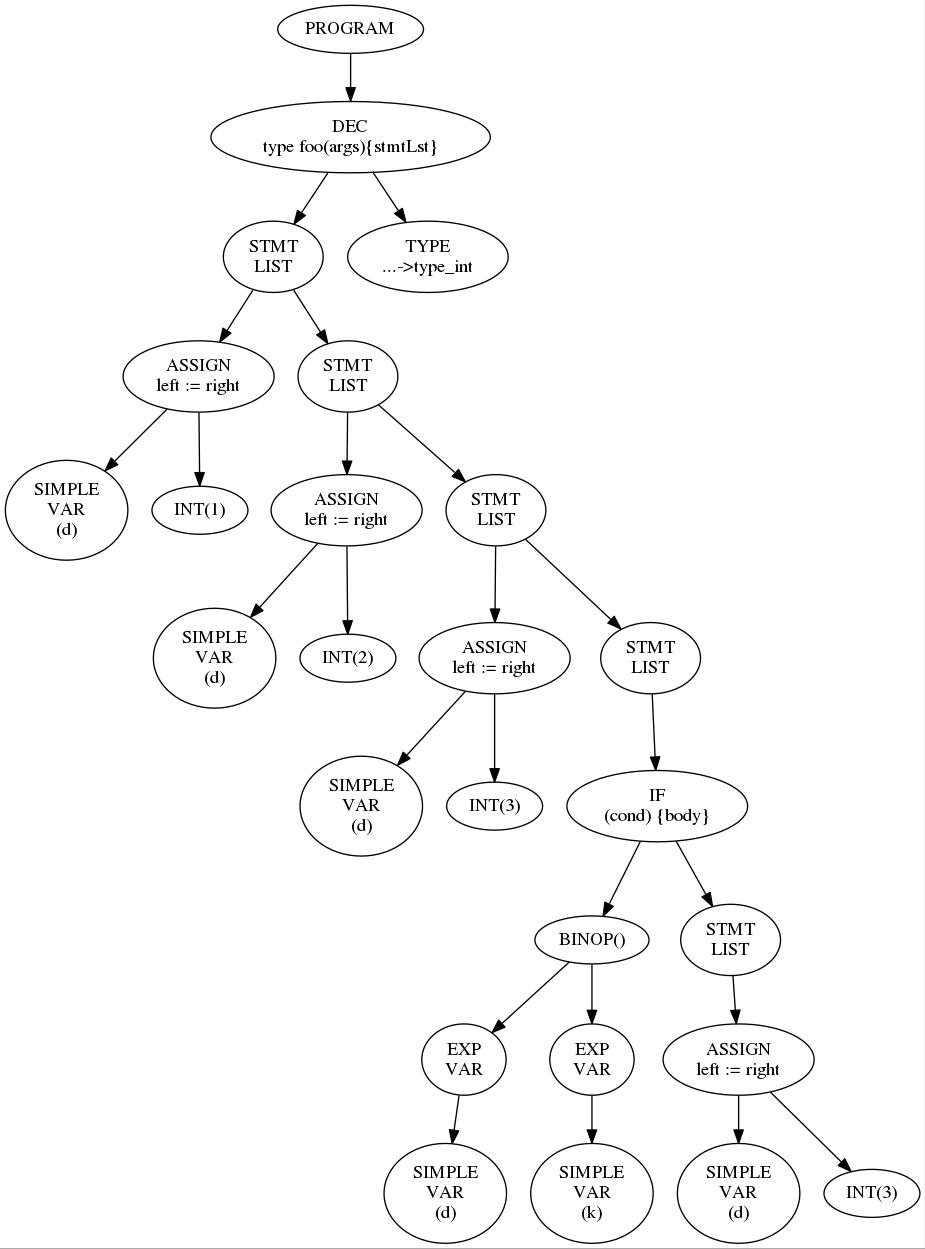 PROGRAM
DEC
type foo(args){stmtLst}
STMT
LIST
TYPE
...->type_int
ASSIGN
left := right
STMT
LIST
SIMPLE
VAR
(d)
INT(1)
ASSIGN
left := right
STMT
LIST
SIMPLE
VAR
(d)
INT(2)
ASSIGN
left := right
STMT
LIST
SIMPLE
VAR
(d)
INT(3)
IF
(cond) {body}
BINOP()
STMT
LIST
EXP
VAR
EXP
VAR
ASSIGN
left := right
SIMPLE
VAR
(d)
SIMPLE
VAR
(k)
SIMPLE
VAR
(d)
INT(3)